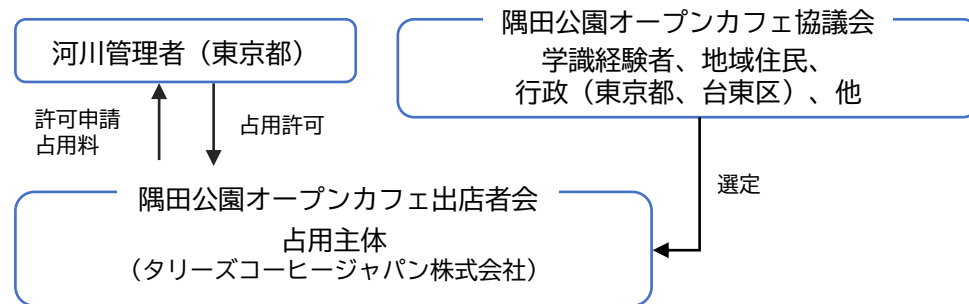 河川管理者（東京都）
隅田公園オープンカフェ協議会
学識経験者、地域住民、
行政（東京都、台東区）、他
許可申請
占用料
占用許可
選定
隅田公園オープンカフェ出店者会
占用主体
（タリーズコーヒージャパン株式会社）